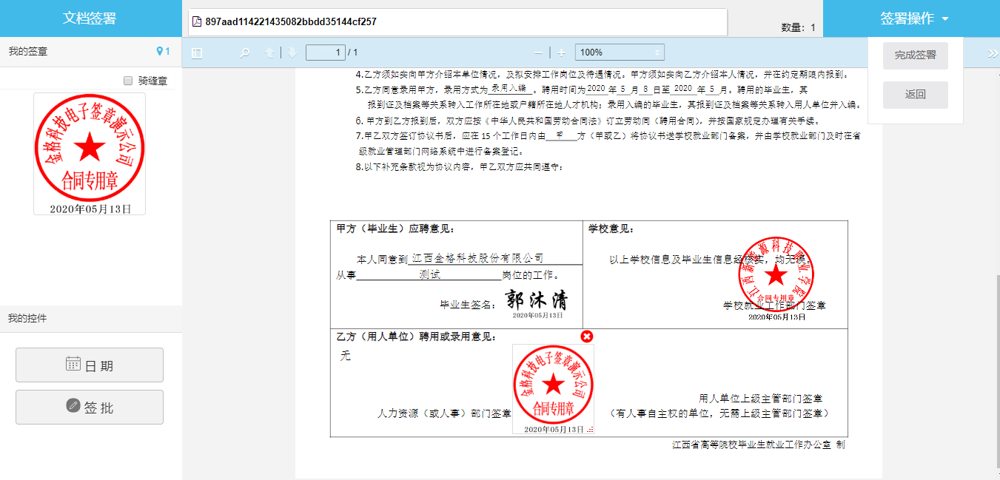 文档签署
897aad114221435082bbdd35144cf257
数量：1
签署操作
我的签章
1
100%
1 / 1
完成签署
返回
骑缝章
金格科技电子签章演示公司
合同专用章
2020年05月13日
我的控件
日 期
签 批
4.乙方须如实向甲方介绍本单位情况，及拟安排工作岗位及待遇情况。甲方须如实向乙方介绍本人情况，并在约定期限内报到。
5.乙方同意录用甲方，录用方式为 录用入编 。聘用时间为2020 年 5 月 8 日至 2020 年 5 月。聘用的毕业生，其
报到证及档案等关系转入工作所在地或户籍所在地人才机构；录用入编的毕业生，其报到证及档案等关系转入用人单位并入编。
6. 甲方到乙方报到后，双方应按《中华人民共和国劳动合同法》订立劳动同（聘用合同），并按国家规定办理有关手续。
7.甲乙双方签订协议书后，应在 15 个工作日内由 甲 方（甲或乙）将协议书送学校就业部门备案，并由学校就业部门及时在省
级就业管理部门网络系统中进行备案登记。
8.以下补充条款视为协议内容，甲乙双方应共同遵守：
甲方（毕业生）应聘意见：
本人同意到 江西金格科技股份有限公司
从事 测试 岗位的工作。
毕业生签名：郭沐清
2020年05月13日
学校意见：
以上学校信息及毕业生信息经核实，均无误。
江西新能源科技职业学院
合同专用章
学校就业工作部门签章
2020年05月13日
乙方（用人单位）聘用或录用意见：
无
金格科技电子签章演示公司
合同专用章
人力资源（或人事）部门签章
2020年05月13日
用人单位上级主管部门签章
（有人事自主权的单位，无需上级主管部门签章）
江西省高等院校毕业生就业工作办公室 制